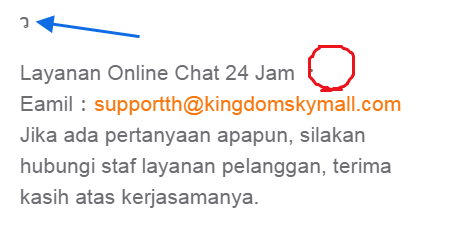 ว
Layanan Online Chat 24 Jam
Eamil：supportth@kingdomskymall.com
Jika ada pertanyaan apapun, silakan
hubungi staf layanan pelanggan, terima
kasih atas kerjasamanya.